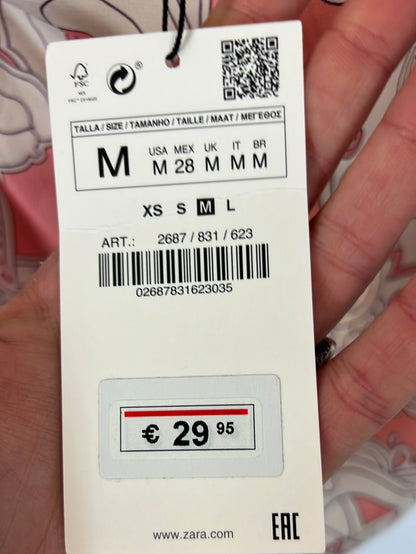 FSC
MIX
®
TALLA / SIZE / TAMANHO / TAILLE / MAAT / ΜΕΓΕΘΟΣ
M
USA MEX UK IT BR
M 28 M M M
XS S M L
ART.: 2687 / 831 / 623
02687831623035
€ 29 95
www.zara.com
EAC